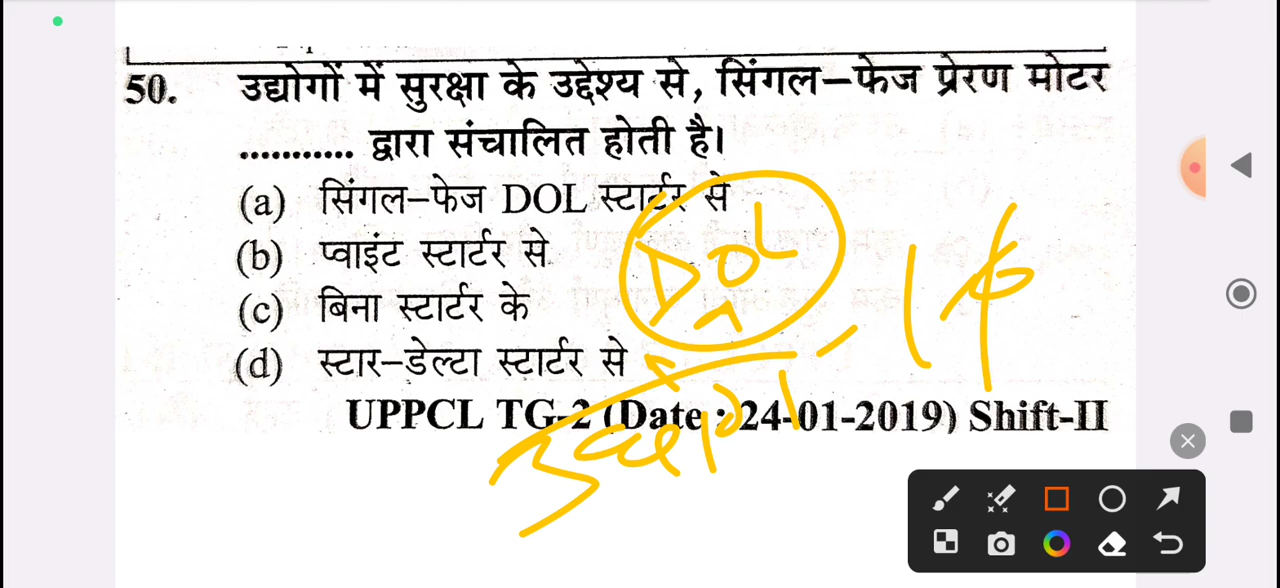 50. उद्योगों में सुरक्षा के उद्देश्य से, सिंगल–फेज प्रेरण मोटर
........... द्वारा संचालित होती है।
(a) सिंगल–फेज DOL स्टार्टर से
(b) प्वाइंट स्टार्टर से
(c) बिना स्टार्टर के
(d) स्टार–डेल्टा स्टार्टर से
UPPCL TG-2 (Date : 24-01-2019) Shift-II
DOL
1ϕ